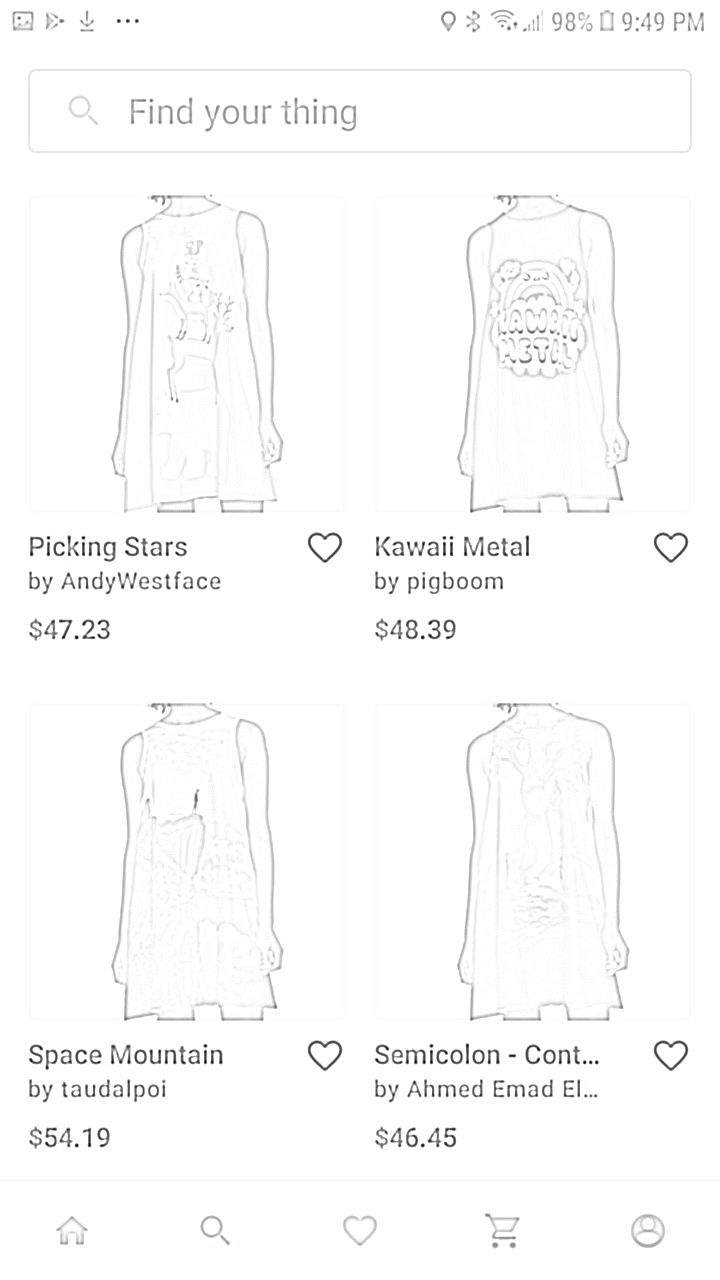 98% 9:49 PM
Find your thing
KAWAII
METAL
Picking Stars
by AndyWestface
$47.23
Kawaii Metal
by pigboom
$48.39
Space Mountain
by taudalpoi
$54.19
Semicolon - Cont...
by Ahmed Emad El...
$46.45